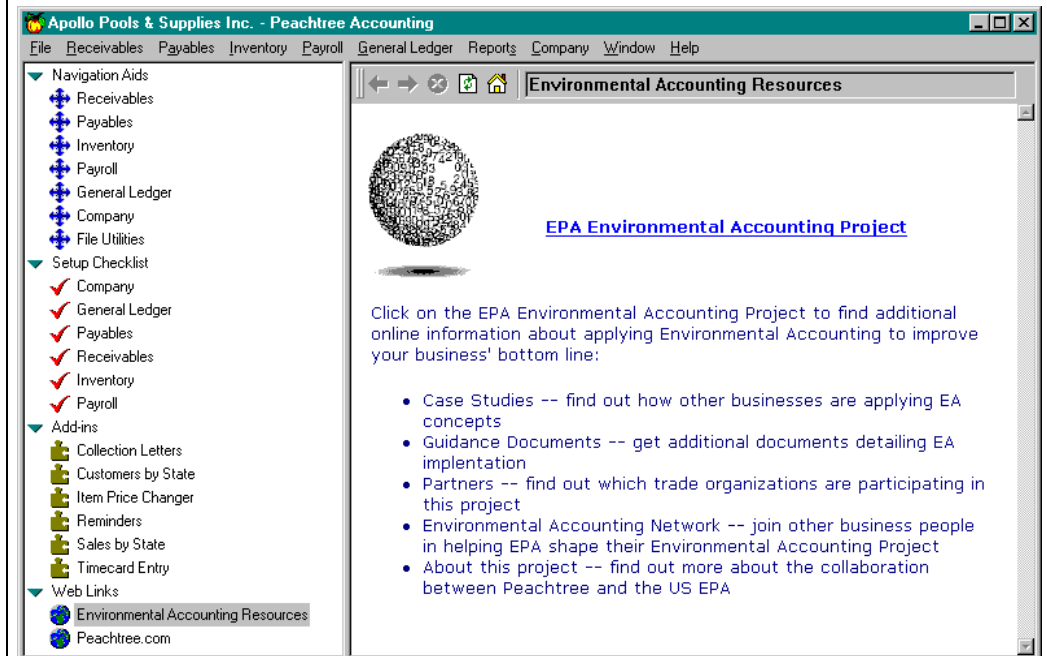 Apollo Pools & Supplies Inc. - Peachtree Accounting
File Receivables Payables Inventory Payroll General Ledger Reports Company Window Help
Navigation Aids
Receivables
Payables
Inventory
Payroll
General Ledger
Company
File Utilities
Setup Checklist
Company
General Ledger
Payables
Receivables
Inventory
Payroll
Add-ins
Collection Letters
Customers by State
Item Price Changer
Reminders
Sales by State
Timecard Entry
Web Links
Environmental Accounting Resources
Peachtree.com
Environmental Accounting Resources
EPA Environmental Accounting Project
Click on the EPA Environmental Accounting Project to find additional
online information about applying Environmental Accounting to improve
your business' bottom line:
• Case Studies -- find out how other businesses are applying EA
concepts
• Guidance Documents -- get additional documents detailing EA
implentation
• Partners -- find out which trade organizations are participating in
this project
• Environmental Accounting Network -- join other business people
in helping EPA shape their Environmental Accounting Project
• About this project -- find out more about the collaboration
between Peachtree and the US EPA